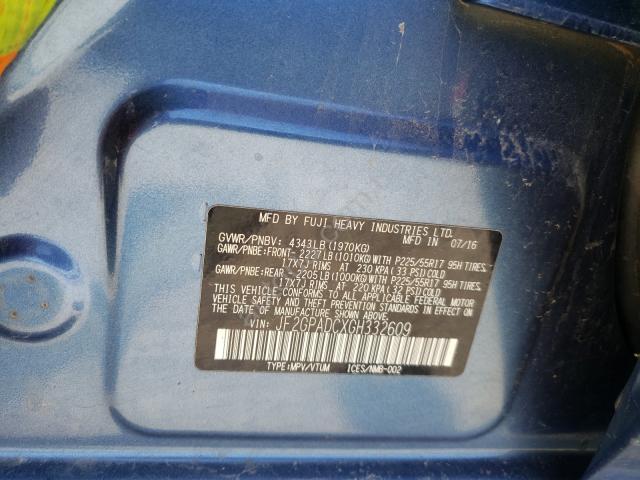 MFD BY FUJI HEAVY INDUSTRIES LTD.
MFD IN 07/16
GVWR/PNBV: 4343LB(1970KG)
GAWR/PNBE:FRONT- 2227LB(1010KG)WITH P225/55R17 95H TIRES,
17X7J RIMS AT 230 KPA(33 PSI)COLD
GAWR/PNBE:REAR - 2205LB(1000KG)WITH P225/55R17 95H TIRES,
17X7J RIMS AT 220 KPA(32 PSI)COLD
THIS VEHICLE CONFORMS TO ALL APPLICABLE FEDERAL MOTOR
VEHICLE SAFETY,BUMPER,AND THEFT PREVENTION
STANDARDS IN EFFECT ON THE
DATE OF MANUFACTURE SHOWN ABOVE.
VIN: JF2GPADCXGH332609
TYPE:MPV/VTUM ICES/NMB-002